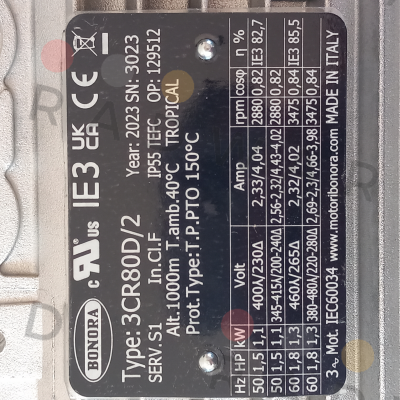 BONORA
c RU us IE3 UK CA CE
Type: 3CR80D/2 Year: 2023 SN: 3023
SERV.S1 In.Cl.F IP55 TEFC OP: 129512
Alt.1000m T.amb.40°C TROPICAL
Prot.Type:T.P.PTO 150°C
Hz HP kW Volt Amp rpm cosφ η %
50 1,5 1,1 400⅄/230Δ 2,33/4,04 2880 0,82 IE3 82,7
50 1,5 1,1 345-415⅄/200-240Δ 2,56-2,32/4,43-4,02 2880 0,82
60 1,8 1,3 460⅄/265Δ 2,32/4,02 3475 0,84 IE3 85,5
60 1,8 1,3 380-480⅄/220-280Δ 2,69-2,3/4,66-3,98 3475 0,84
3~ Mot. IEC60034 www.motoribonora.com MADE IN ITALY